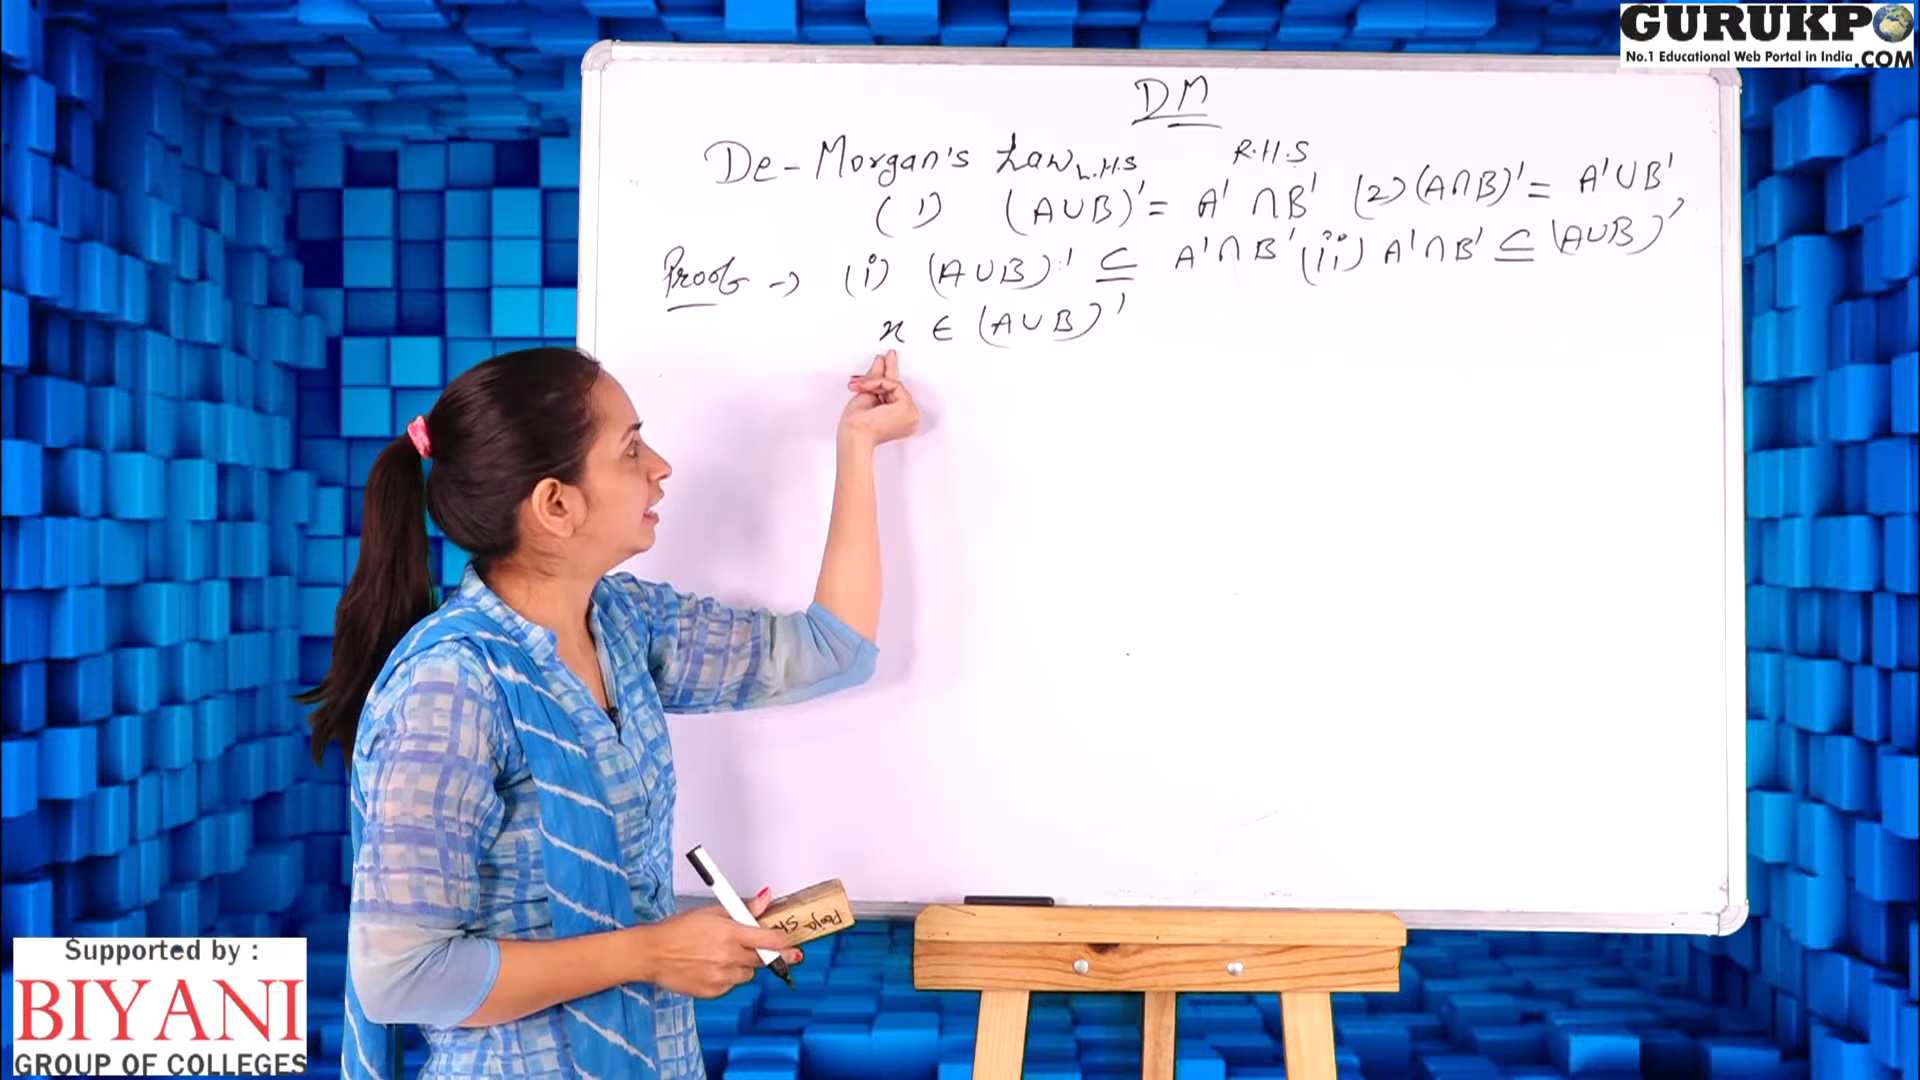 GURUKPO
No.1 Educational Web Portal in India .COM
DM
De-Morgan's Law L.H.S R.H.S
(1) (A∪B)' = A' ∩ B' (2) (A∩B)' = A'∪B'
Proof → (i) (A∪B)' ⊆ A'∩B' (ii) A'∩B' ⊆ (A∪B)'
x ∈ (A∪B)'
Pooja
Supported by :
BIYANI
GROUP OF COLLEGES